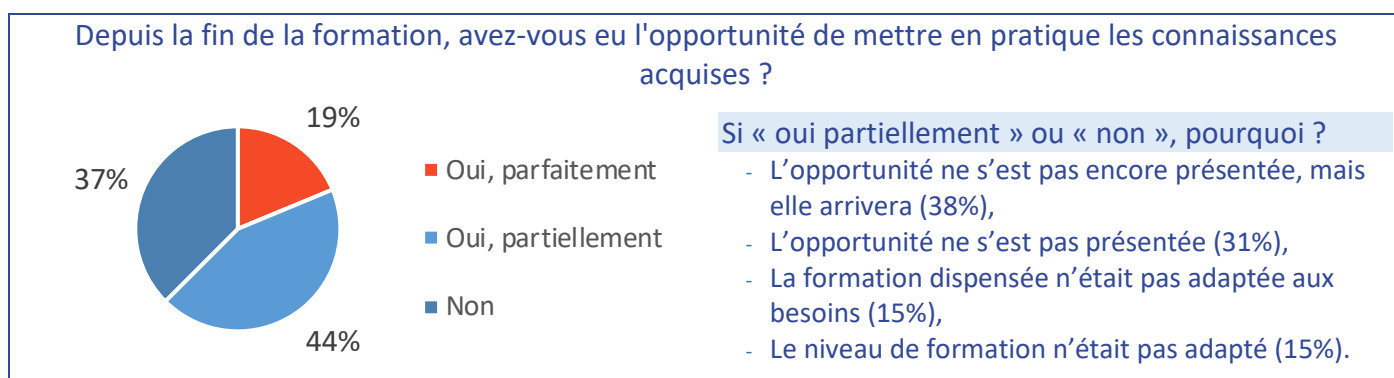 Depuis la fin de la formation, avez-vous eu l'opportunité de mettre en pratique les connaissances
acquises ?
19%
37%
44%
Oui, parfaitement
Oui, partiellement
Non
Si « oui partiellement » ou « non », pourquoi ?
- L’opportunité ne s’est pas encore présentée, mais
elle arrivera (38%),
- L’opportunité ne s’est pas présentée (31%),
- La formation dispensée n’était pas adaptée aux
besoins (15%),
- Le niveau de formation n’était pas adapté (15%).